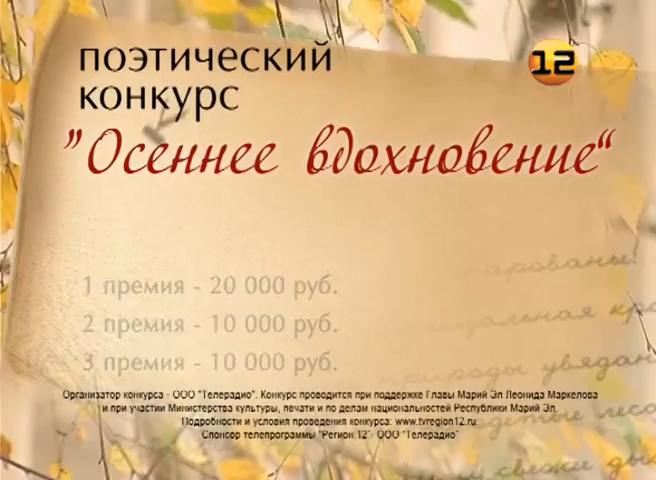 поэтический
конкурс
12
"Осеннее вдохновение"
1 премия - 20 000 руб.
2 премия - 10 000 руб.
3 премия - 10 000 руб.
Организатор конкурса - ООО "Телерадио". Конкурс проводится при поддержке Главы Марий Эл Леонида Маркелова
и при участии Министерства культуры, печати и по делам национальностей Республики Марий Эл.
Подробности и условия проведения конкурса: www.tvregion12.ru.
Спонсор телепрограммы "Регион 12"- ООО "Телерадио"